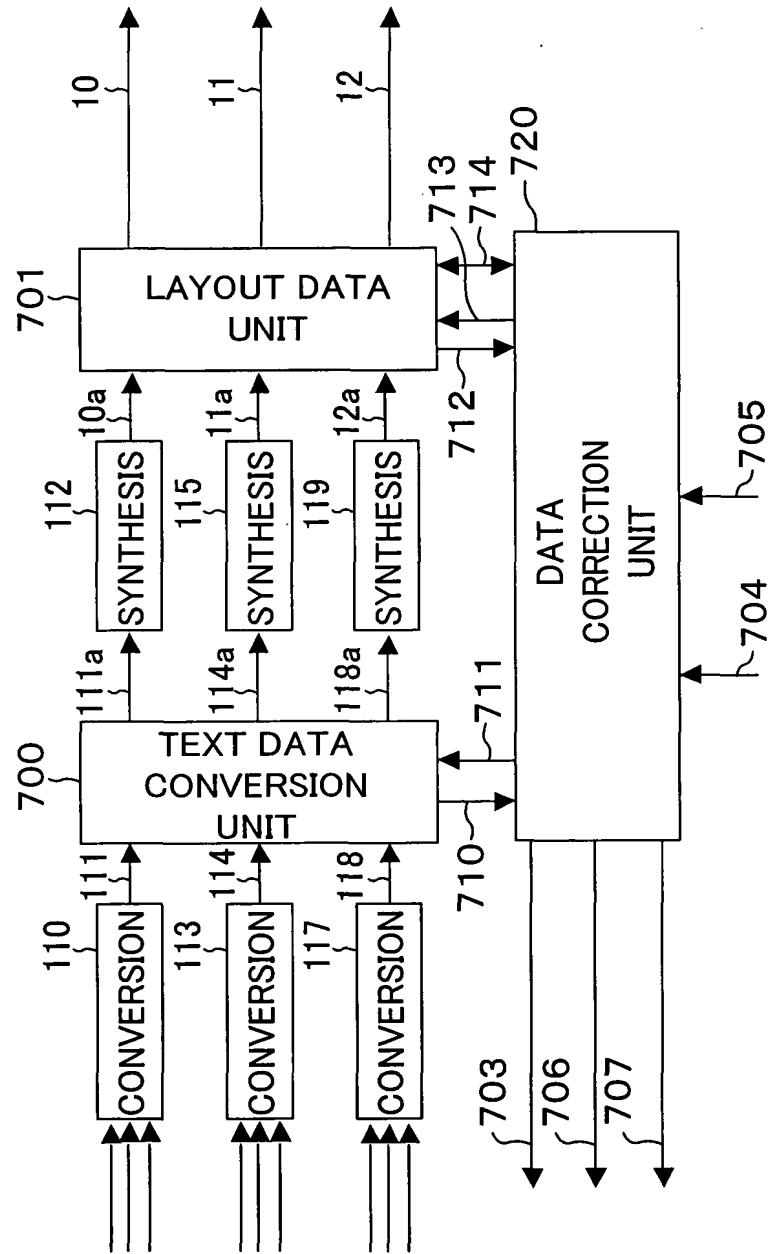 10
11
12
701
LAYOUT DATA
UNIT
10a
11a
12a
713
714
720
712
112
SYNTHESIS
115
SYNTHESIS
119
SYNTHESIS
111a
114a
118a
700
TEXT DATA
CONVERSION
UNIT
711
710
DATA
CORRECTION
UNIT
705
704
111
114
118
110
CONVERSION
113
CONVERSION
117
CONVERSION
703
706
707